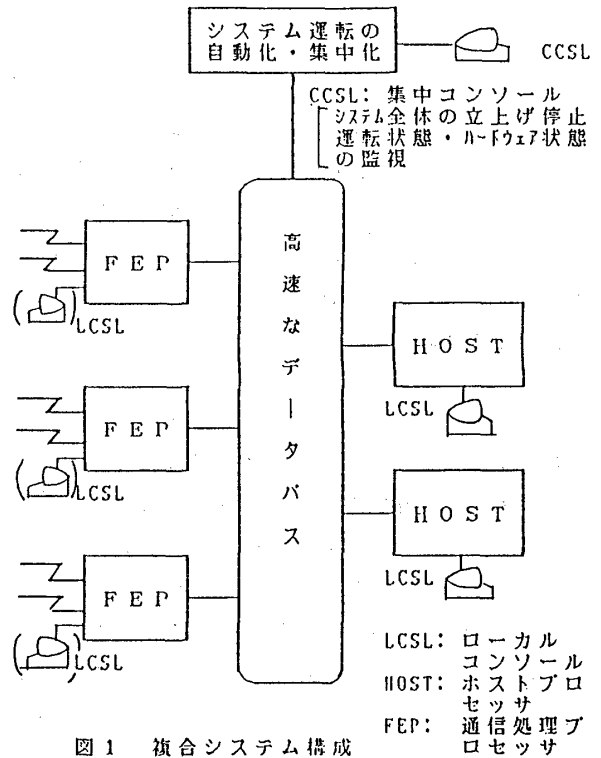 システム運転の
自動化・集中化
CCSL
CCSL: 集中コンソール
システム全体の立上げ停止
運転状態・ハードウェア状態
の監視
高速なデータバス
FEP
LCSL
FEP
LCSL
FEP
LCSL
HOST
LCSL
HOST
LCSL
LCSL: ローカル
コンソール
HOST: ホストプロ
セッサ
FEP: 通信処理プ
ロセッサ
図1 複合システム構成